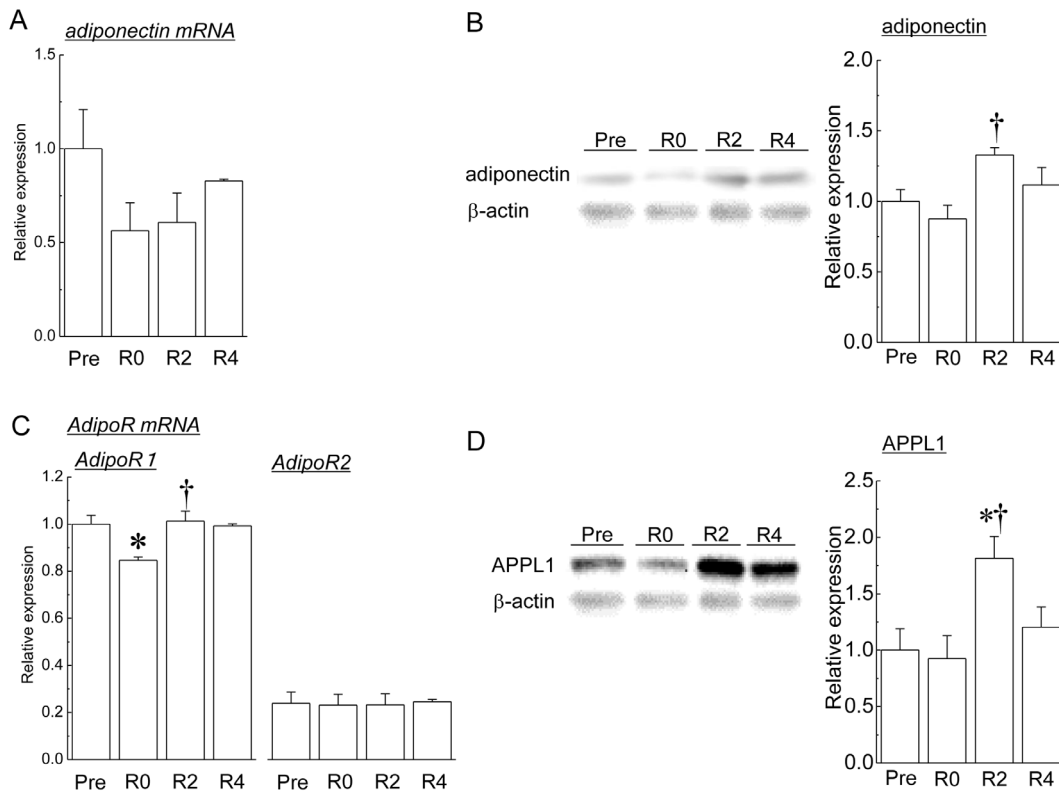 A
adiponectin mRNA
1.5
1.0
0.5
0.0
Relative expression
Pre R0 R2 R4
B
adiponectin
Pre R0 R2 R4
adiponectin
β-actin
2.0
1.5
1.0
0.5
0.0
Relative expression
†
Pre R0 R2 R4
C
AdipoR mRNA
AdipoR1
AdipoR2
1.2
1.0
0.8
0.6
0.4
0.2
0.0
Relative expression
* †
Pre R0 R2 R4
Pre R0 R2 R4
D
APPL1
Pre R0 R2 R4
APPL1
β-actin
2.5
2.0
1.5
1.0
0.5
0.0
Relative expression
*†
Pre R0 R2 R4